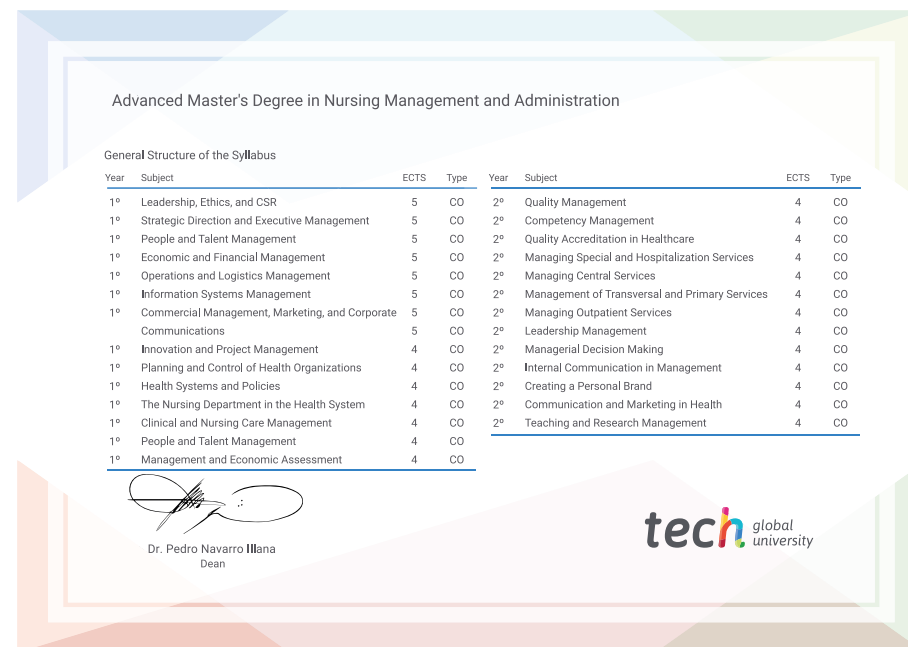 Advanced Master's Degree in Nursing Management and Administration
General Structure of the Syllabus
Year Subject ECTS Type
1º Leadership, Ethics, and CSR 5 CO
1º Strategic Direction and Executive Management 5 CO
1º People and Talent Management 5 CO
1º Economic and Financial Management 5 CO
1º Operations and Logistics Management 5 CO
1º Information Systems Management 5 CO
1º Commercial Management, Marketing, and Corporate 5 CO
Communications 5 CO
1º Innovation and Project Management 4 CO
1º Planning and Control of Health Organizations 4 CO
1º Health Systems and Policies 4 CO
1º The Nursing Department in the Health System 4 CO
1º Clinical and Nursing Care Management 4 CO
1º People and Talent Management 4 CO
1º Management and Economic Assessment 4 CO
Year Subject ECTS Type
2º Quality Management 4 CO
2º Competency Management 4 CO
2º Quality Accreditation in Healthcare 4 CO
2º Managing Special and Hospitalization Services 4 CO
2º Managing Central Services 4 CO
2º Management of Transversal and Primary Services 4 CO
2º Managing Outpatient Services 4 CO
2º Leadership Management 4 CO
2º Managerial Decision Making 4 CO
2º Internal Communication in Management 4 CO
2º Creating a Personal Brand 4 CO
2º Communication and Marketing in Health 4 CO
2º Teaching and Research Management 4 CO
Dr. Pedro Navarro Illana
Dean
tech global
university